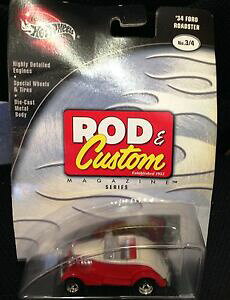 Hot Wheels
'34 FORD
ROADSTER
No. 3/4
Highly Detailed
Engines
Special Wheels
& Tires
Die-Cast
Metal
Body
ROD &
Custom
Established 1953
MAGAZINE™
SERIES